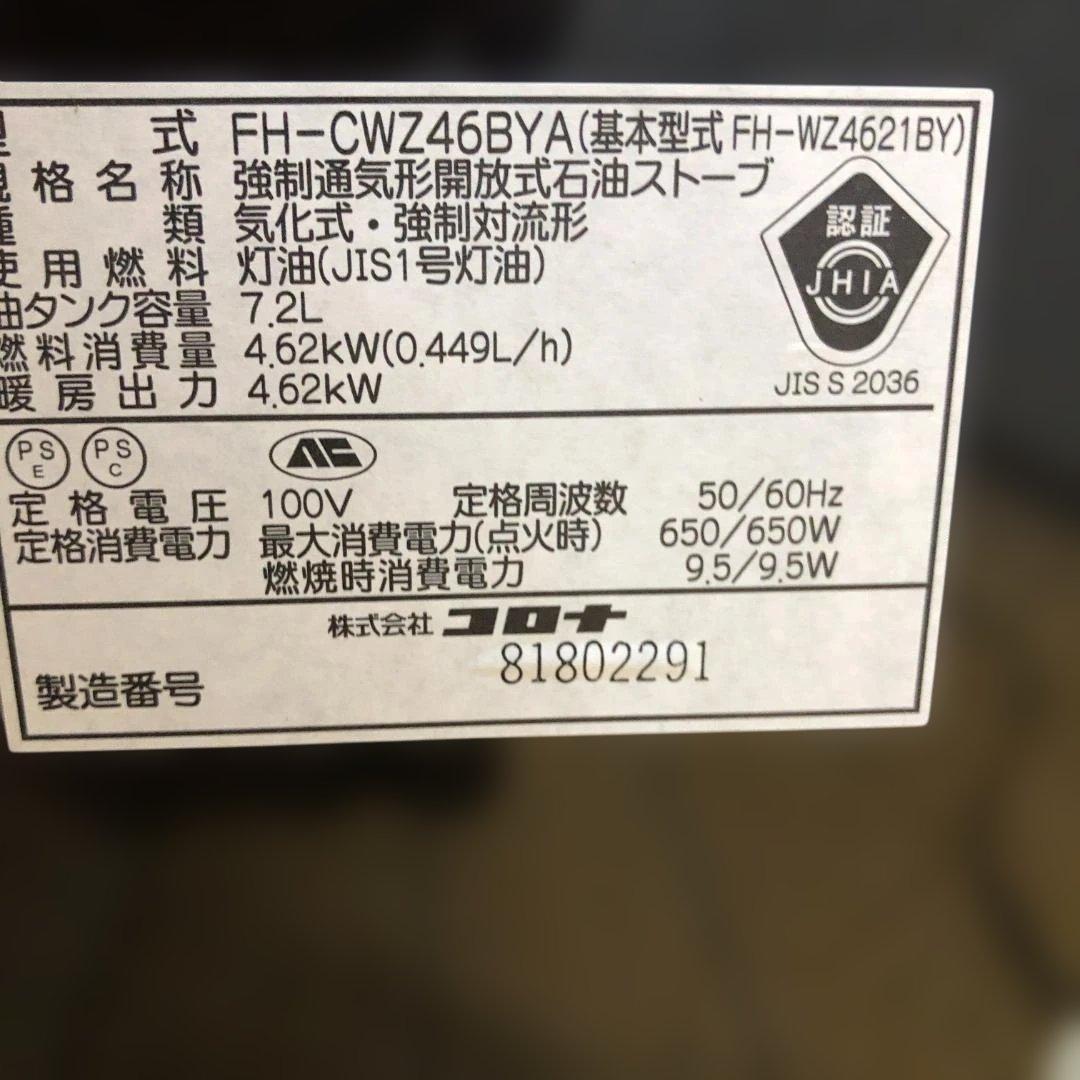 式 FH-CWZ46BYA(基本型式 FH-WZ4621BY)
格名称 強制通気形開放式石油ストーブ
種類 気化式・強制対流形
使用燃料 灯油(JIS1号灯油)
油タンク容量 7.2L
燃料消費量 4.62kW(0.449L/h)
暖房出力 4.62kW
認証
JHIA
JIS S 2036
PS E
PS C
定格電圧 100V 定格周波数 50/60Hz
定格消費電力 最大消費電力(点火時) 650/650W
燃焼時消費電力 9.5/9.5W
株式会社 コロナ
製造番号 81802291